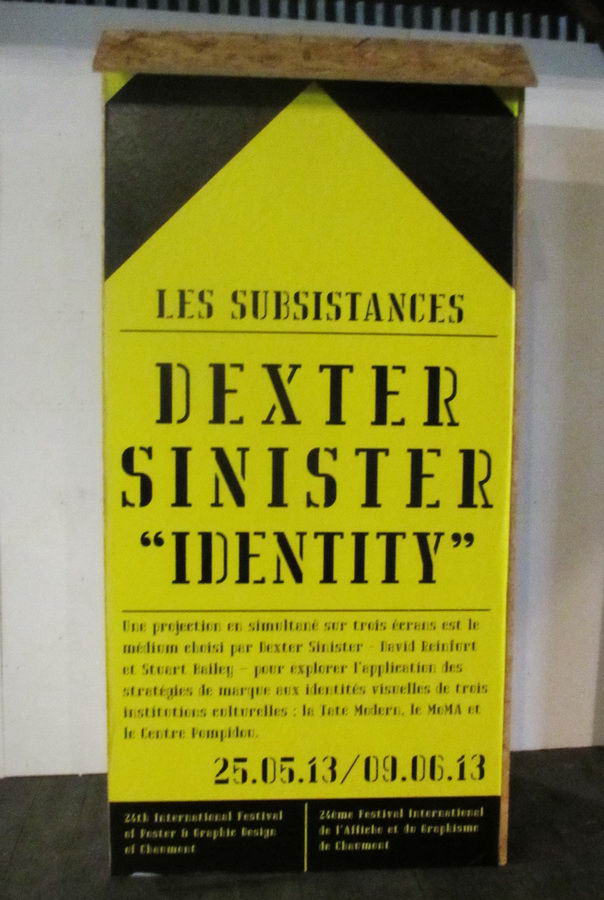 LES SUBSISTANCES
DEXTER
SINISTER
“IDENTITY”
Une projection en simultané sur trois écrans est le
médium choisi par Dexter Sinister - David Reinfurt
et Stuart Bailey – pour explorer l'application des
stratégies de marque aux identités visuelles de trois
institutions culturelles : la Tate Modern, le MoMA et
le Centre Pompidou.
25.05.13/09.06.13
24th International Festival
of Poster & Graphic Design
of Chaumont
24ème Festival International
de l'Affiche et du Graphisme
de Chaumont